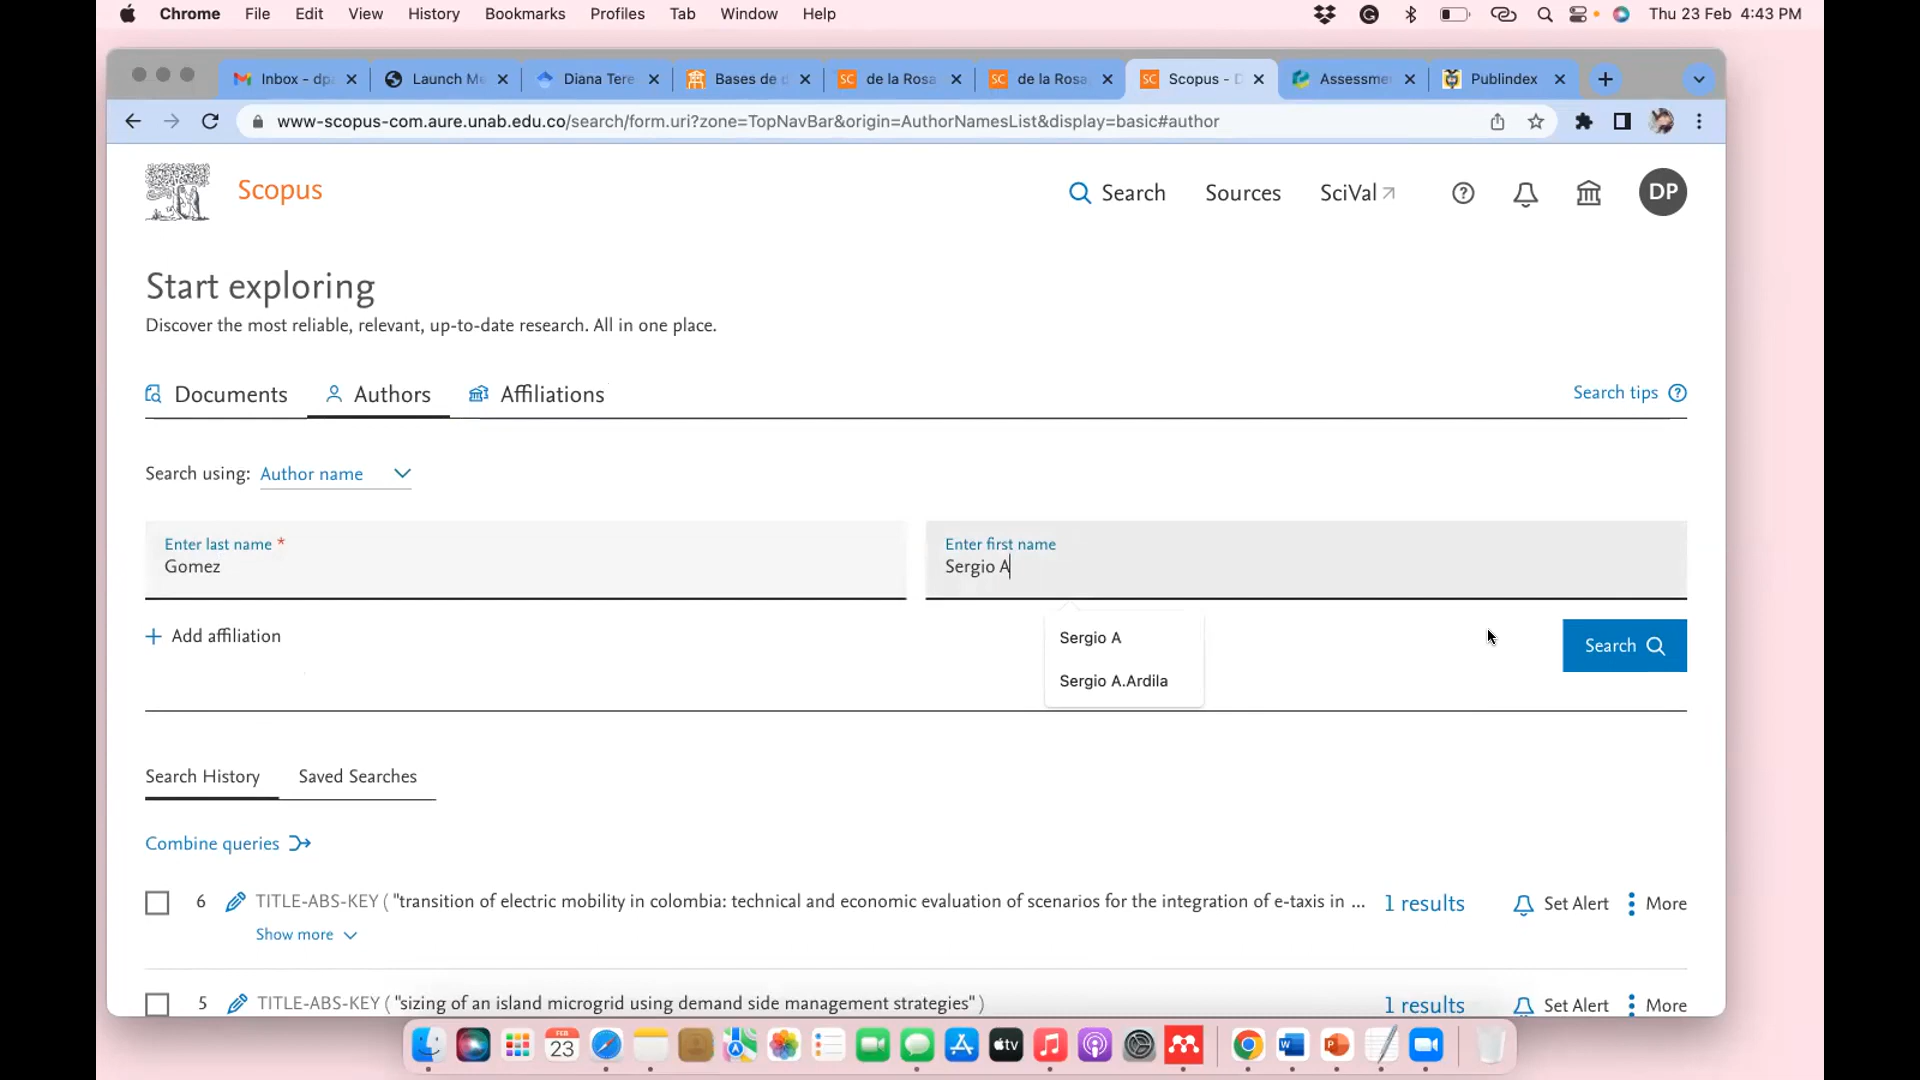 Chrome File Edit View History Bookmarks Profiles Tab Window Help Thu 23 Feb 4:43 PM
Inbox - dp Launch Me Diana Tere Bases de d de la Rosa de la Rosa Scopus - D Assessme Publindex
www-scopus-com.aure.unab.edu.co/search/form.uri?zone=TopNavBar&origin=AuthorNamesList&display=basic#author
Scopus Search Sources SciVal DP
Start exploring
Discover the most reliable, relevant, up-to-date research. All in one place.
Documents Authors Affiliations Search tips
Search using: Author name
Enter last name * Enter first name
Gomez Sergio A
Add affiliation Sergio A Search
Sergio A.Ardila
Search History Saved Searches
Combine queries
6 TITLE-ABS-KEY ( "transition of electric mobility in colombia: technical and economic evaluation of scenarios for the integration of e-taxis in ... 1 results Set Alert More
Show more
5 TITLE-ABS-KEY ( "sizing of an island microgrid using demand side management strategies" ) 1 results Set Alert More
FEB
23
tv
W
P